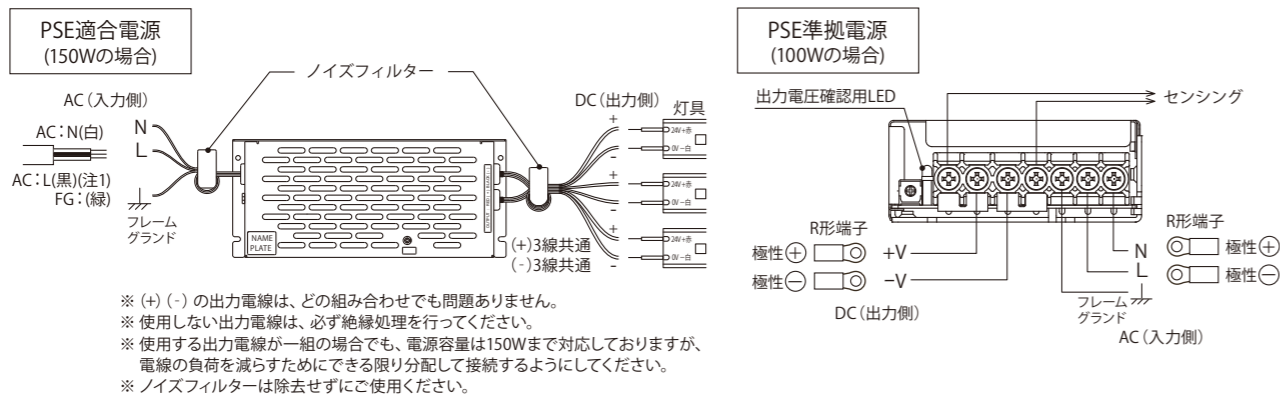 PSE適合電源
(150Wの場合)
ノイズフィルター
AC(入力側)
AC:N(白)
AC:L(黒)(注1)
FG:(緑)
N
L
フレーム
グランド
NAME
PLATE
DC(出力側)
灯具
+
-
24V+赤
0V-白
+
-
24V+赤
0V-白
+
-
24V+赤
0V-白
(+)3線共通
(-)3線共通
※ (+) (-) の出力電線は、どの組み合わせでも問題ありません。
※ 使用しない出力電線は、必ず絶縁処理を行ってください。
※ 使用する出力電線が一組の場合でも、電源容量は150Wまで対応しておりますが、
電線の負荷を減らすためにできる限り分配して接続するようにしてください。
※ ノイズフィルターは除去せずにご使用ください。
PSE準拠電源
(100Wの場合)
出力電圧確認用LED
センシング
R形端子
極性⊕
+V
極性⊖
-V
DC(出力側)
N
L
フレーム
グランド
R形端子
極性⊕
極性⊖
AC(入力側)